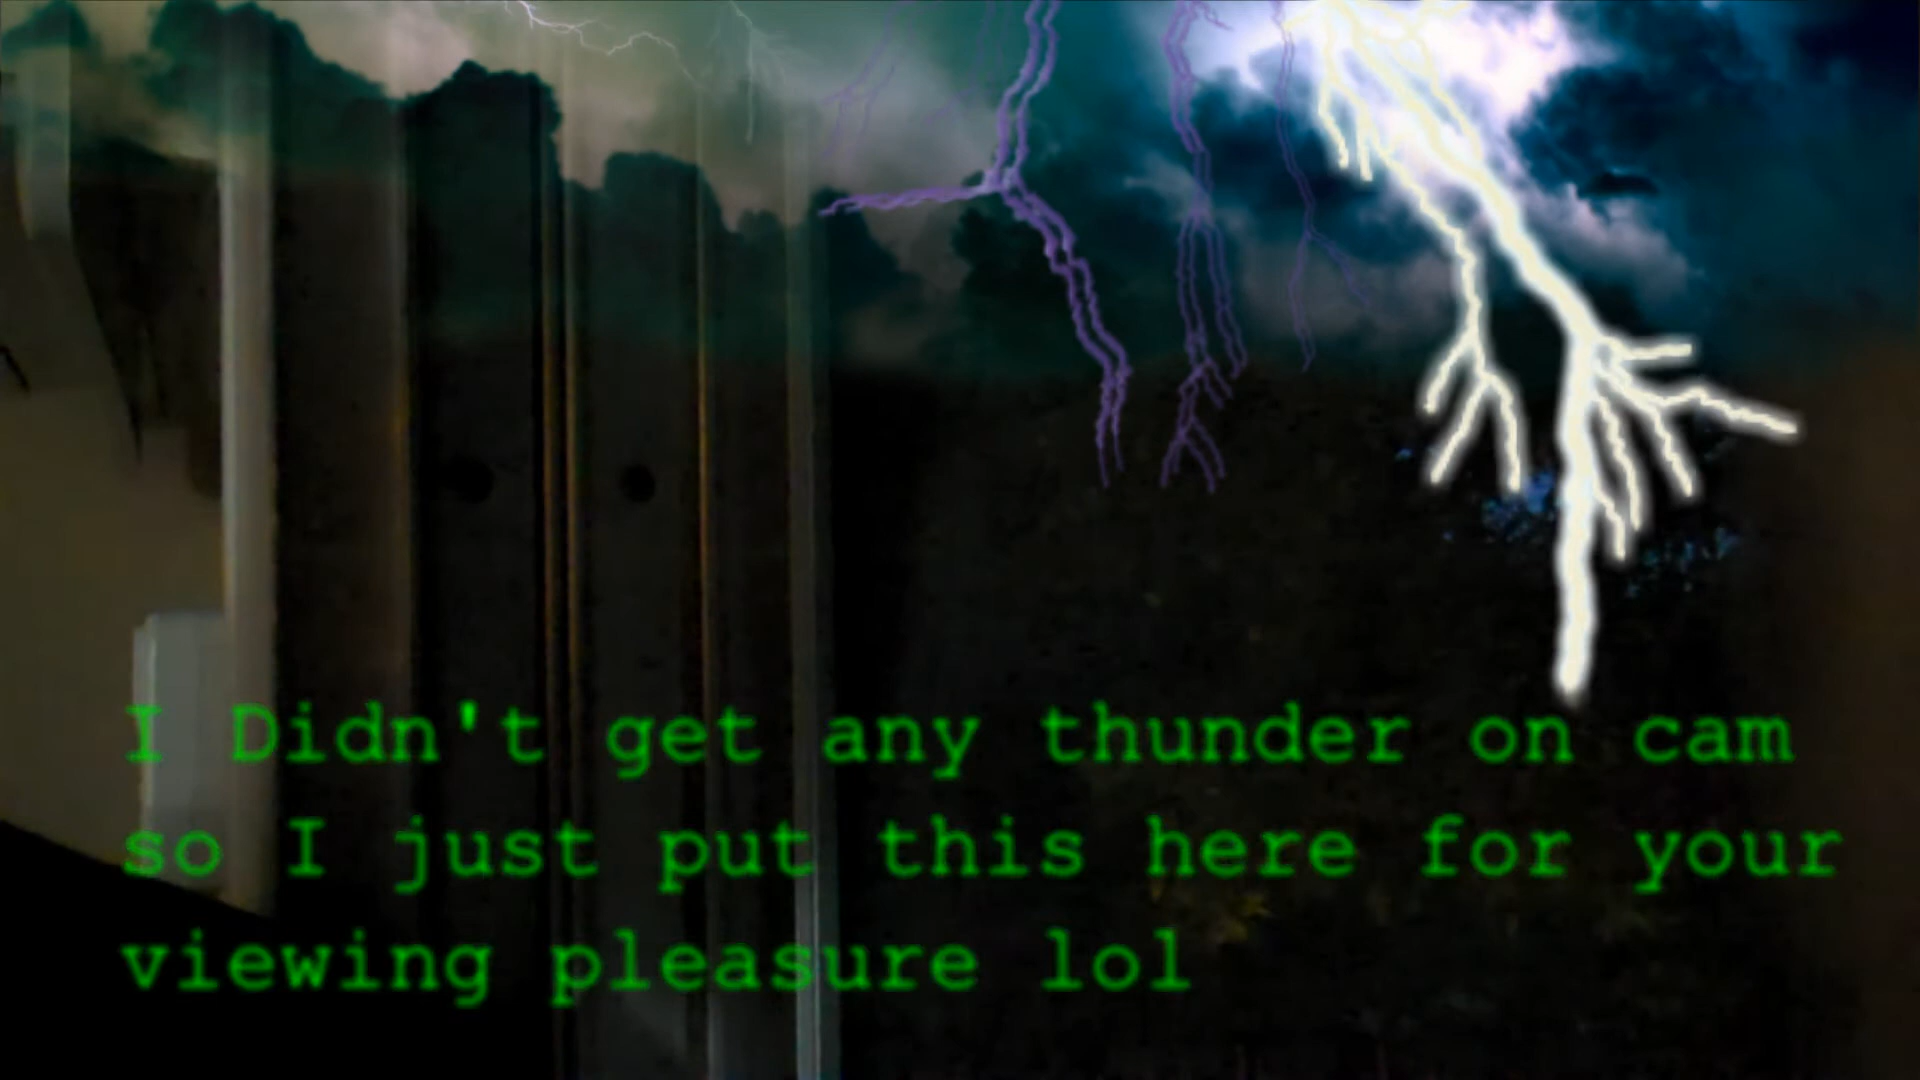 I Didn't get any thunder on cam
so I just put this here for your
viewing pleasure lol